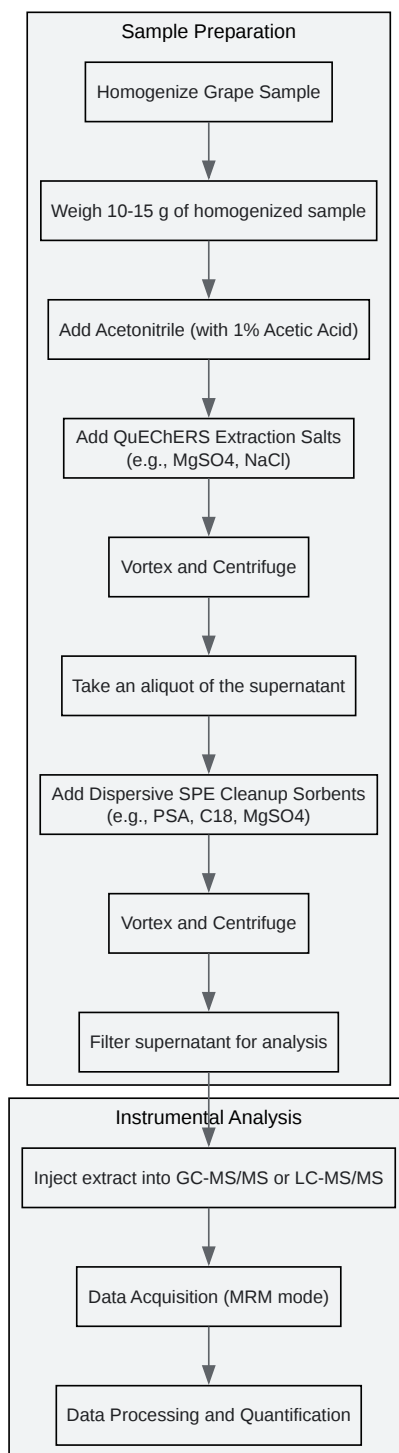 Sample Preparation
Homogenize Grape Sample
Weigh 10-15 g of homogenized sample
Add Acetonitrile (with 1% Acetic Acid)
Add QuEChERS Extraction Salts
(e.g., MgSO4, NaCl)
Vortex and Centrifuge
Take an aliquot of the supernatant
Add Dispersive SPE Cleanup Sorbents
(e.g., PSA, C18, MgSO4)
Vortex and Centrifuge
Filter supernatant for analysis
Instrumental Analysis
Inject extract into GC-MS/MS or LC-MS/MS
Data Acquisition (MRM mode)
Data Processing and Quantification